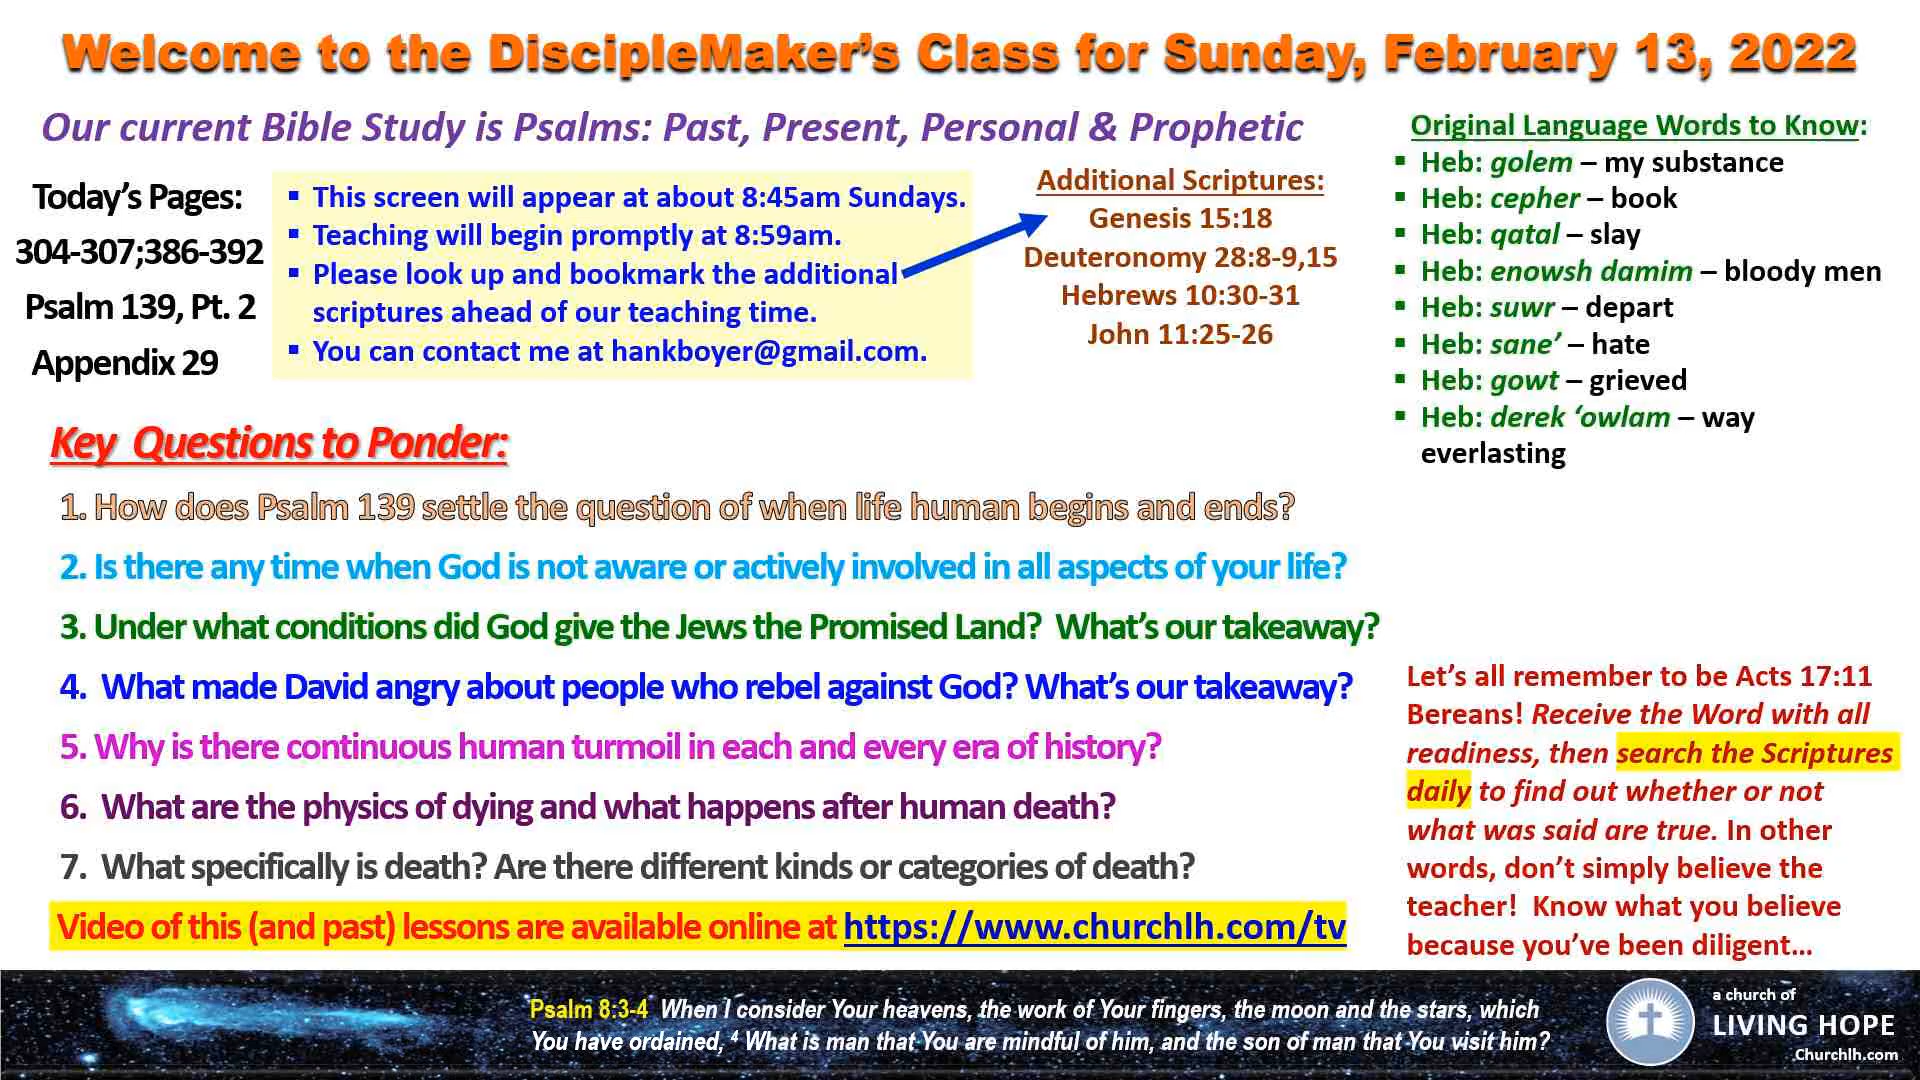 Welcome to the DiscipleMaker’s Class for Sunday, February 13, 2022
Our current Bible Study is Psalms: Past, Present, Personal & Prophetic
Today’s Pages:
304-307;386-392
Psalm 139, Pt. 2
Appendix 29
▪ This screen will appear at about 8:45am Sundays.
▪ Teaching will begin promptly at 8:59am.
▪ Please look up and bookmark the additional
scriptures ahead of our teaching time.
▪ You can contact me at hankboyer@gmail.com.
Additional Scriptures:
Genesis 15:18
Deuteronomy 28:8-9,15
Hebrews 10:30-31
John 11:25-26
Original Language Words to Know:
▪ Heb: golem – my substance
▪ Heb: cepher – book
▪ Heb: qatal – slay
▪ Heb: enowsh damim – bloody men
▪ Heb: suwr – depart
▪ Heb: sane’ – hate
▪ Heb: gowt – grieved
▪ Heb: derek ‘owlam – way
everlasting
Key Questions to Ponder:
1. How does Psalm 139 settle the question of when life human begins and ends?
2. Is there any time when God is not aware or actively involved in all aspects of your life?
3. Under what conditions did God give the Jews the Promised Land? What’s our takeaway?
4. What made David angry about people who rebel against God? What’s our takeaway?
5. Why is there continuous human turmoil in each and every era of history?
6. What are the physics of dying and what happens after human death?
7. What specifically is death? Are there different kinds or categories of death?
Video of this (and past) lessons are available online at https://www.churchlh.com/tv
Let’s all remember to be Acts 17:11
Bereans! Receive the Word with all
readiness, then search the Scriptures
daily to find out whether or not
what was said are true. In other
words, don’t simply believe the
teacher! Know what you believe
because you’ve been diligent…
Psalm 8:3-4 When I consider Your heavens, the work of Your fingers, the moon and the stars, which
You have ordained, ⁴ What is man that You are mindful of him, and the son of man that You visit him?
a church of
LIVING HOPE
Churchlh.com